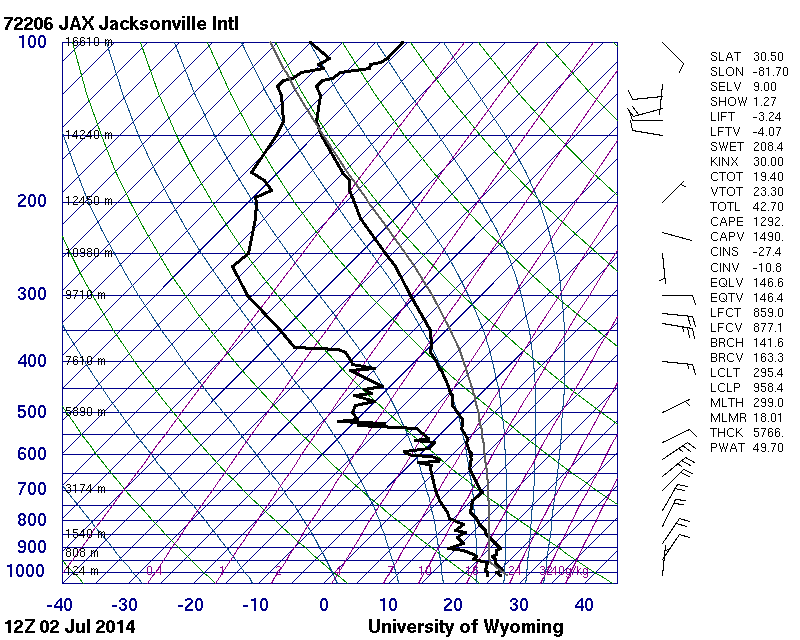 72206 JAX Jacksonville Intl
100
16610 m
14240 m
200
12450 m
10980 m
300
9710 m
400
7610 m
500
5890 m
600
700
3174 m
800
1540 m
900
808 m
1000
124 m
0.4
1
2
4
7
10
16
24
32
40g/kg
-40
-30
-20
-10
0
10
20
30
40
12Z 02 Jul 2014
University of Wyoming
SLAT 30.50
SLON -81.70
SELV 9.00
SHOW 1.27
LIFT -3.24
LFTV -4.07
SWET 208.4
KINX 30.00
CTOT 19.40
VTOT 23.30
TOTL 42.70
CAPE 1292.
CAPV 1490.
CINS -27.4
CINV -10.8
EQLV 146.6
EQTV 146.4
LFCT 859.0
LFCV 877.1
BRCH 141.6
BRCV 163.3
LCLT 295.4
LCLP 958.4
MLTH 299.0
MLMR 18.01
THCK 5766.
PWAT 49.70